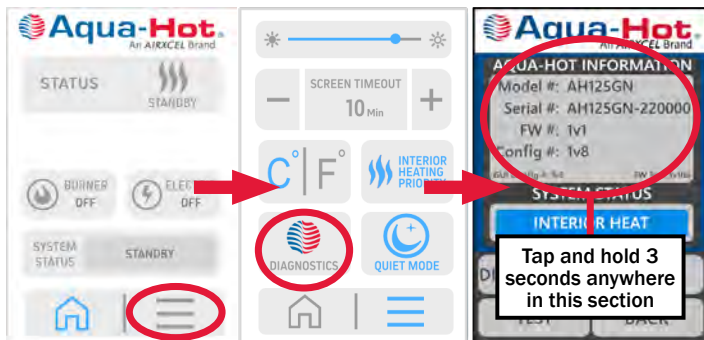 Aqua-Hot.
An AIRXCEL Brand
STATUS
STANDBY
BURNER
OFF
OFF
SYSTEM
STATUS
STANDBY
SCREEN TIMEOUT
10 Min
C° F°
INTERIOR
HEATING
PRIORITY
DIAGNOSTICS
QUIET MODE
Aqua-Hot.
An AIRXCEL Brand
AQUA-HOT INFORMATION
Model #: AH125GN
Serial #: AH125GN-220000
FW #: 1v1
Config #: 1v8
SYSTEM STATUS
INTERIOR HEAT
Tap and hold 3
seconds anywhere
in this section
TEST
BACK